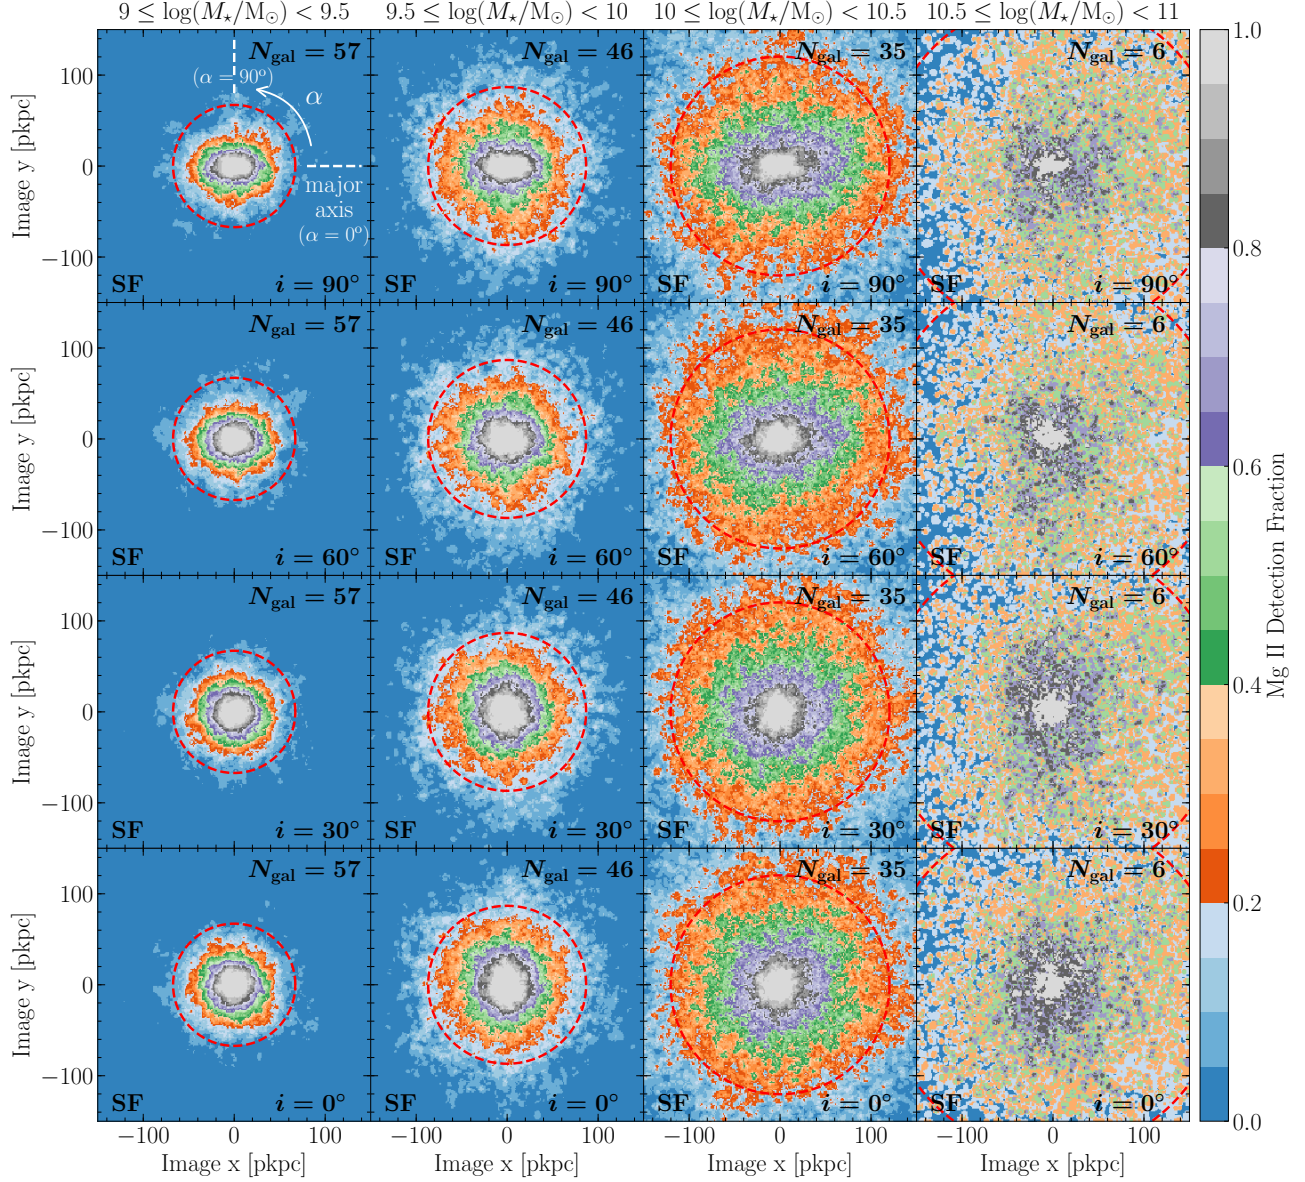 9 ≤ log(M⋆/M⊙) < 9.5
9.5 ≤ log(M⋆/M⊙) < 10
10 ≤ log(M⋆/M⊙) < 10.5
10.5 ≤ log(M⋆/M⊙) < 11
Image y [pkpc]
100
0
−100
N_gal = 57
(α = 90°)
α
major
axis
(α = 0°)
SF
i = 90°
N_gal = 46
SF
i = 90°
N_gal = 35
SF
i = 90°
N_gal = 6
SF
i = 90°
Image y [pkpc]
100
0
−100
N_gal = 57
SF
i = 60°
N_gal = 46
SF
i = 60°
N_gal = 35
SF
i = 60°
N_gal = 6
SF
i = 60°
Image y [pkpc]
100
0
−100
N_gal = 57
SF
i = 30°
N_gal = 46
SF
i = 30°
N_gal = 35
SF
i = 30°
N_gal = 6
SF
i = 30°
Image y [pkpc]
100
0
−100
N_gal = 57
SF
i = 0°
N_gal = 46
SF
i = 0°
N_gal = 35
SF
i = 0°
N_gal = 6
SF
i = 0°
−100 0 100
−100 0 100
−100 0 100
−100 0 100
Image x [pkpc]
Image x [pkpc]
Image x [pkpc]
Image x [pkpc]
1.0
0.8
0.6
0.4
0.2
0.0
Mg II Detection Fraction